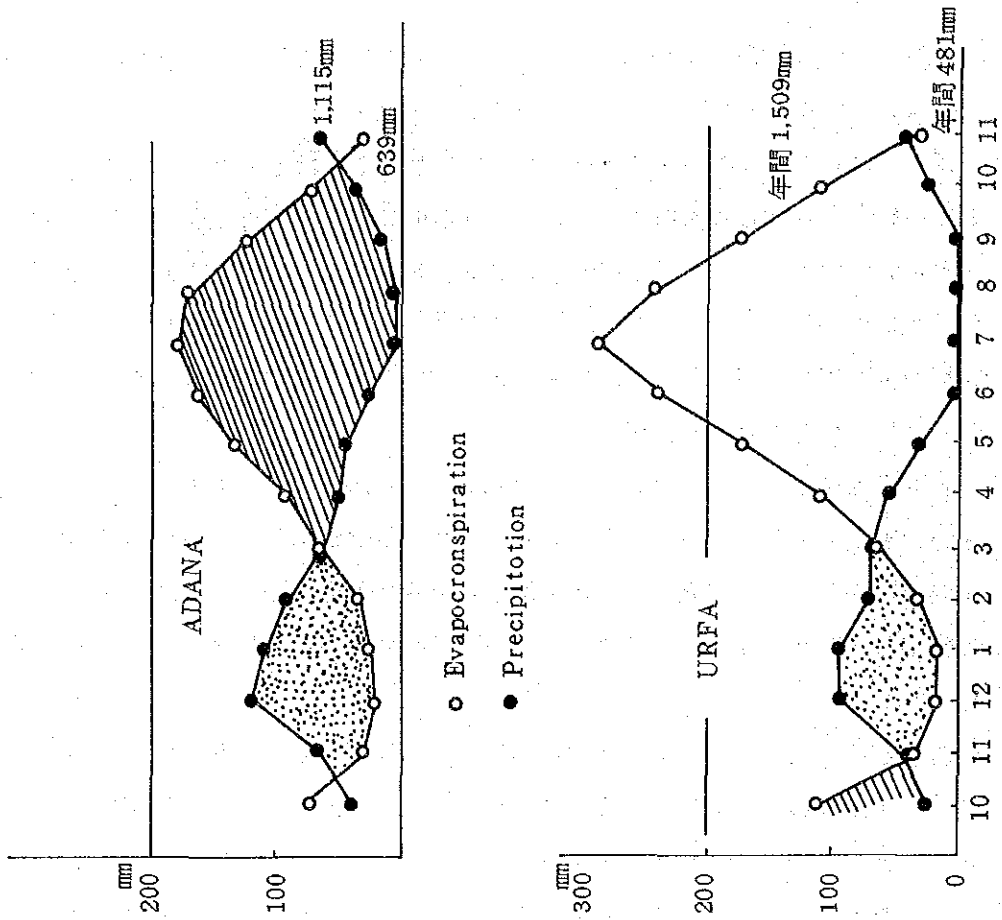 mm
200
100
ADANA
1,115mm
639mm
Evapocronspiration
Precipitoton
mm
300
200
100
0
URFA
年間 1,509mm
年間 481mm
10 11 12 1 2 3 4 5 6 7 8 9 10 11